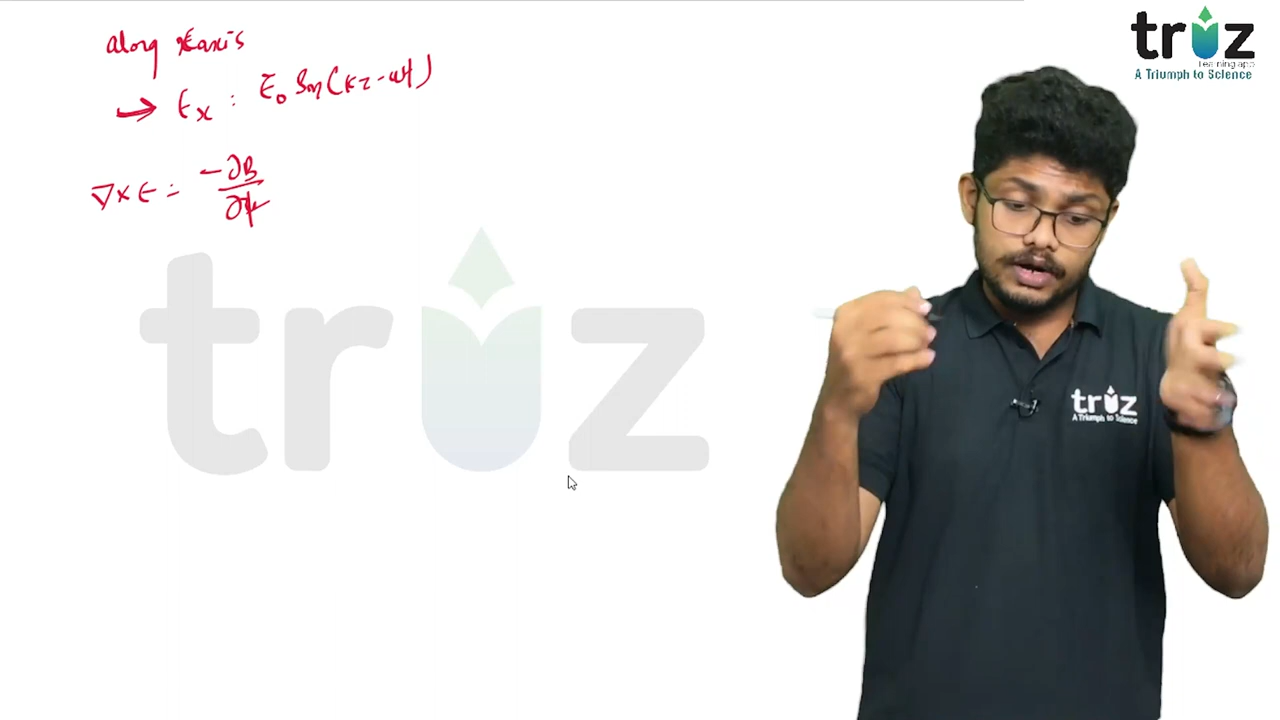 along x axis
→ Ex : E0 Sin(kz-ωt)
∇×E = -∂B/∂t
truz
Learning app
A Triumph to Science
truz
truz
A Triumph to Science